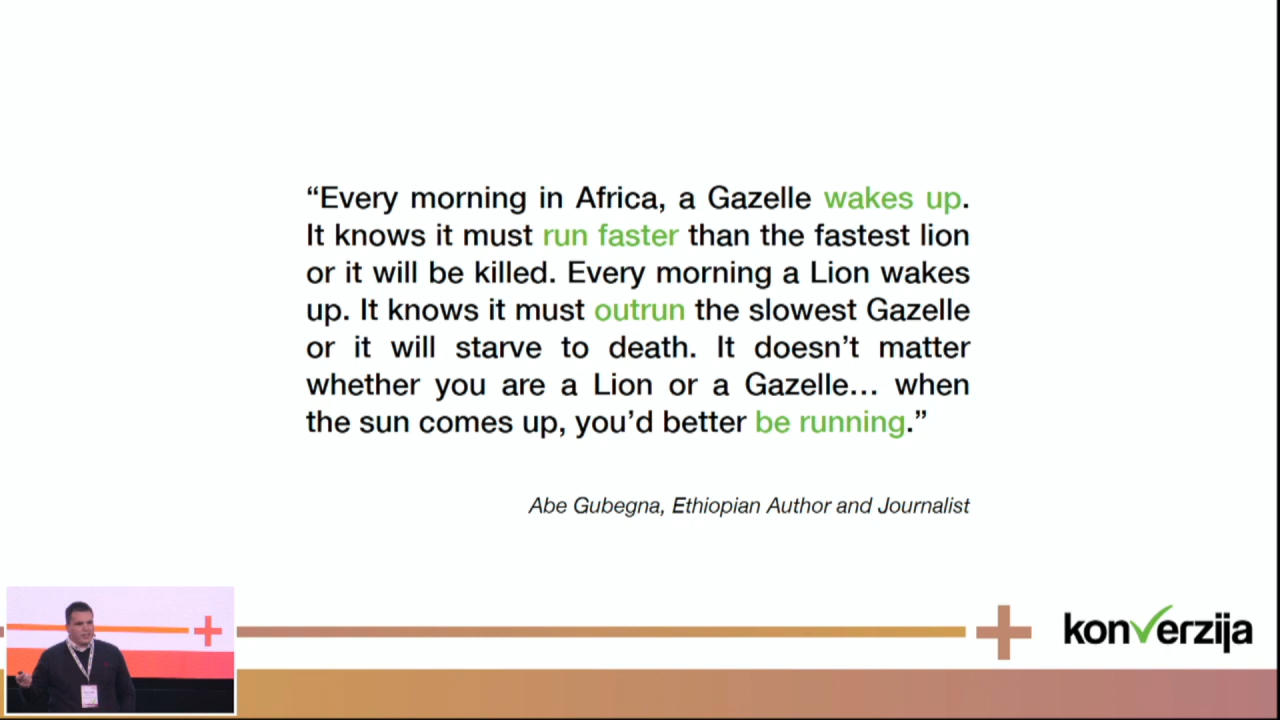 “Every morning in Africa, a Gazelle wakes up.
It knows it must run faster than the fastest lion
or it will be killed. Every morning a Lion wakes
up. It knows it must outrun the slowest Gazelle
or it will starve to death. It doesn’t matter
whether you are a Lion or a Gazelle… when
the sun comes up, you’d better be running.”
Abe Gubegna, Ethiopian Author and Journalist
konverzija